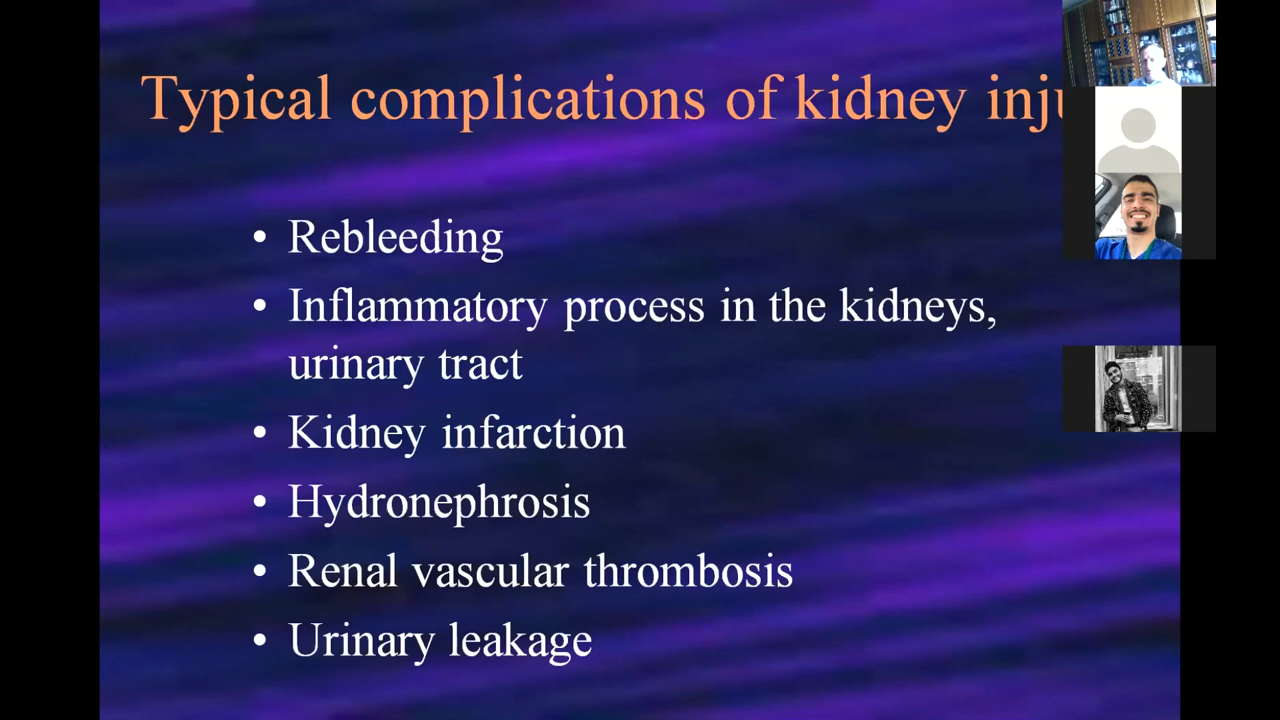 Typical complications of kidney inju
• Rebleeding
• Inflammatory process in the kidneys,
urinary tract
• Kidney infarction
• Hydronephrosis
• Renal vascular thrombosis
• Urinary leakage